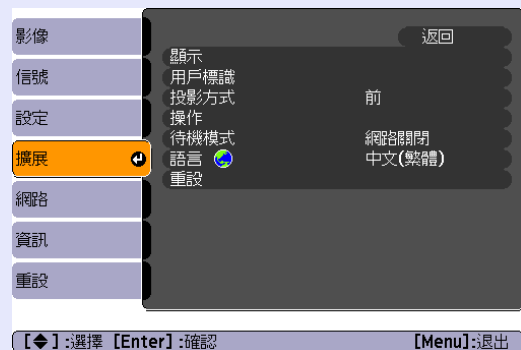 影像
信號
設定
擴展
網路
資訊
重設
返回
顯示
用戶標識
投影方式 前
操作
待機模式 網路關閉
語言 中文(繁體)
重設
[◆]:選擇 [Enter]:確認 [Menu]:退出